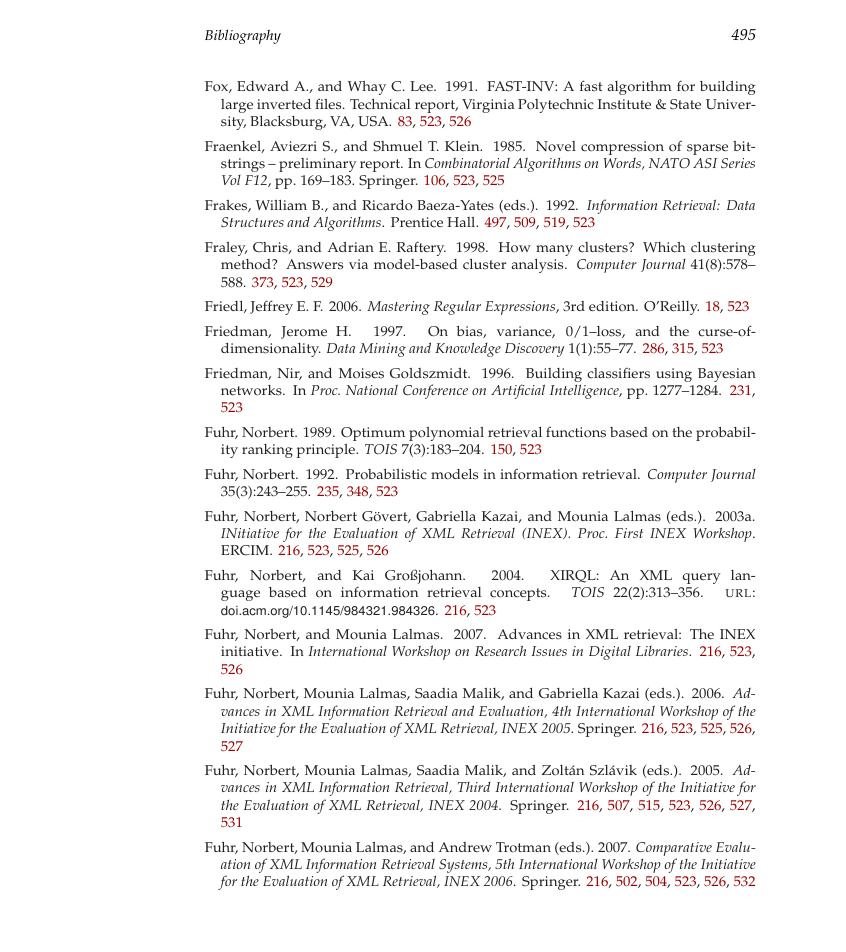 Bibliography 495
Fox, Edward A., and Whay C. Lee. 1991. FAST-INV: A fast algorithm for building
large inverted files. Technical report, Virginia Polytechnic Institute & State Univer-
sity, Blacksburg, VA, USA. 83, 523, 526
Fraenkel, Aviezri S., and Shmuel T. Klein. 1985. Novel compression of sparse bit-
strings – preliminary report. In Combinatorial Algorithms on Words, NATO ASI Series
Vol F12, pp. 169–183. Springer. 106, 523, 525
Frakes, William B., and Ricardo Baeza-Yates (eds.). 1992. Information Retrieval: Data
Structures and Algorithms. Prentice Hall. 497, 509, 519, 523
Fraley, Chris, and Adrian E. Raftery. 1998. How many clusters? Which clustering
method? Answers via model-based cluster analysis. Computer Journal 41(8):578–
588. 373, 523, 529
Friedl, Jeffrey E. F. 2006. Mastering Regular Expressions, 3rd edition. O'Reilly. 18, 523
Friedman, Jerome H. 1997. On bias, variance, 0/1–loss, and the curse-of-
dimensionality. Data Mining and Knowledge Discovery 1(1):55–77. 286, 315, 523
Friedman, Nir, and Moises Goldszmidt. 1996. Building classifiers using Bayesian
networks. In Proc. National Conference on Artificial Intelligence, pp. 1277–1284. 231,
523
Fuhr, Norbert. 1989. Optimum polynomial retrieval functions based on the probabil-
ity ranking principle. TOIS 7(3):183–204. 150, 523
Fuhr, Norbert. 1992. Probabilistic models in information retrieval. Computer Journal
35(3):243–255. 235, 348, 523
Fuhr, Norbert, Norbert Gövert, Gabriella Kazai, and Mounia Lalmas (eds.). 2003a.
INitiative for the Evaluation of XML Retrieval (INEX). Proc. First INEX Workshop.
ERCIM. 216, 523, 525, 526
Fuhr, Norbert, and Kai Großjohann. 2004. XIRQL: An XML query lan-
guage based on information retrieval concepts. TOIS 22(2):313–356. URL:
doi.acm.org/10.1145/984321.984326. 216, 523
Fuhr, Norbert, and Mounia Lalmas. 2007. Advances in XML retrieval: The INEX
initiative. In International Workshop on Research Issues in Digital Libraries. 216, 523,
526
Fuhr, Norbert, Mounia Lalmas, Saadia Malik, and Gabriella Kazai (eds.). 2006. Ad-
vances in XML Information Retrieval and Evaluation, 4th International Workshop of the
Initiative for the Evaluation of XML Retrieval, INEX 2005. Springer. 216, 523, 525, 526,
527
Fuhr, Norbert, Mounia Lalmas, Saadia Malik, and Zoltán Szlávik (eds.). 2005. Ad-
vances in XML Information Retrieval, Third International Workshop of the Initiative for
the Evaluation of XML Retrieval, INEX 2004. Springer. 216, 507, 515, 523, 526, 527,
531
Fuhr, Norbert, Mounia Lalmas, and Andrew Trotman (eds.). 2007. Comparative Evalu-
ation of XML Information Retrieval Systems, 5th International Workshop of the Initiative
for the Evaluation of XML Retrieval, INEX 2006. Springer. 216, 502, 504, 523, 526, 532